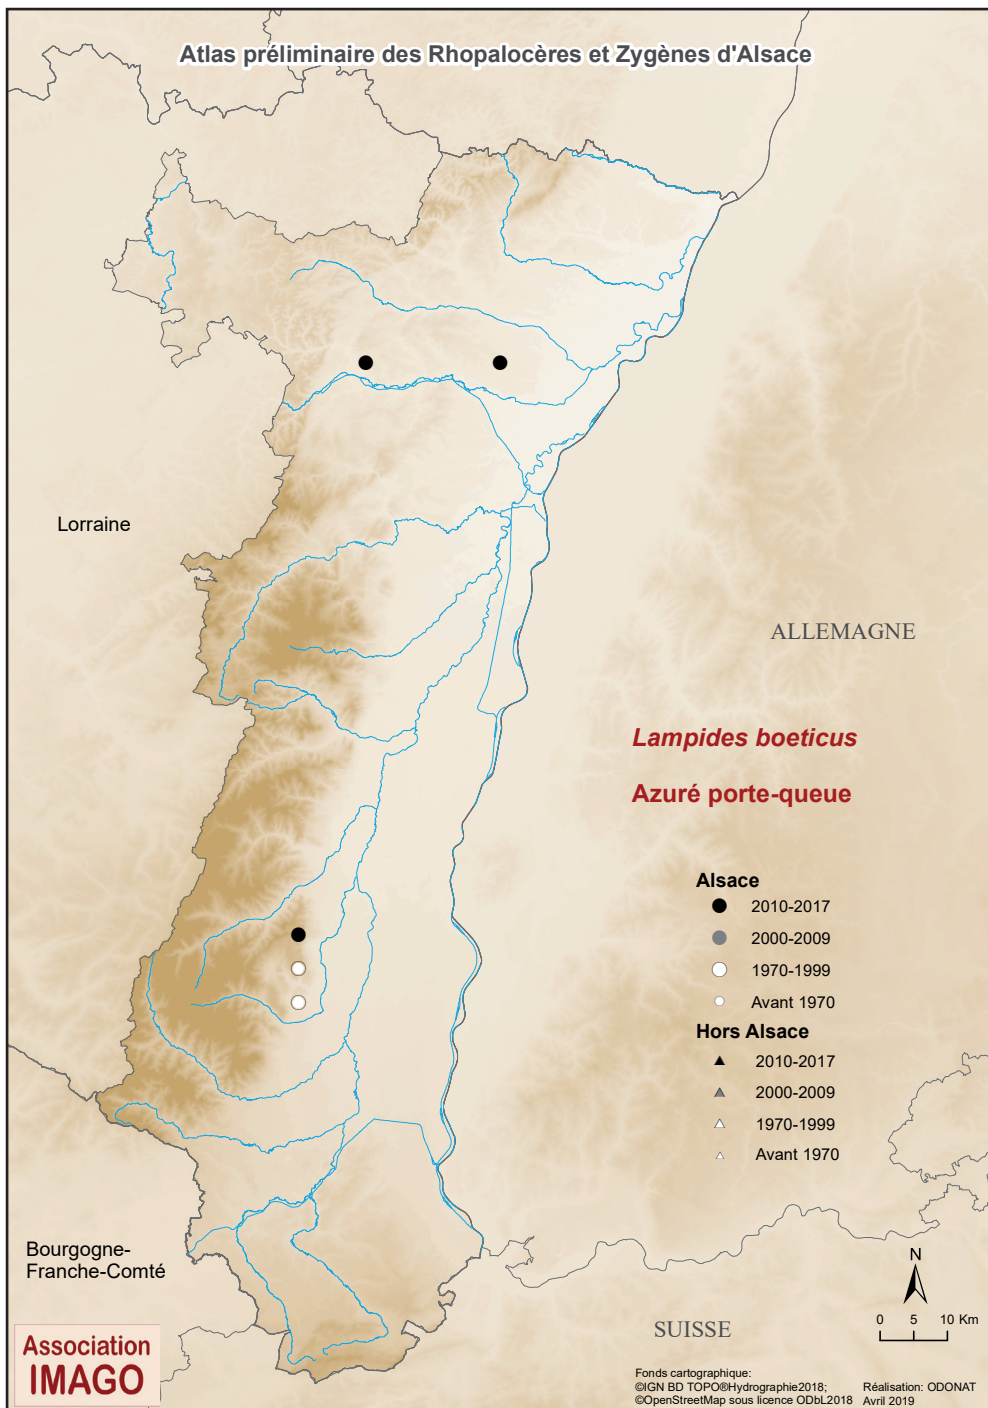 Atlas préliminaire des Rhopalocères et Zygènes d'Alsace
Lorraine
ALLEMAGNE
Lampides boeticus
Azuré porte-queue
Alsace
2010-2017
2000-2009
1970-1999
Avant 1970
Hors Alsace
2010-2017
2000-2009
1970-1999
Avant 1970
Bourgogne-
Franche-Comté
N
0 5 10 Km
SUISSE
Association
IMAGO
Fonds cartographique:
©IGN BD TOPO®Hydrographie2018;
©OpenStreetMap sous licence ODbL2018
Réalisation: ODONAT
Avril 2019